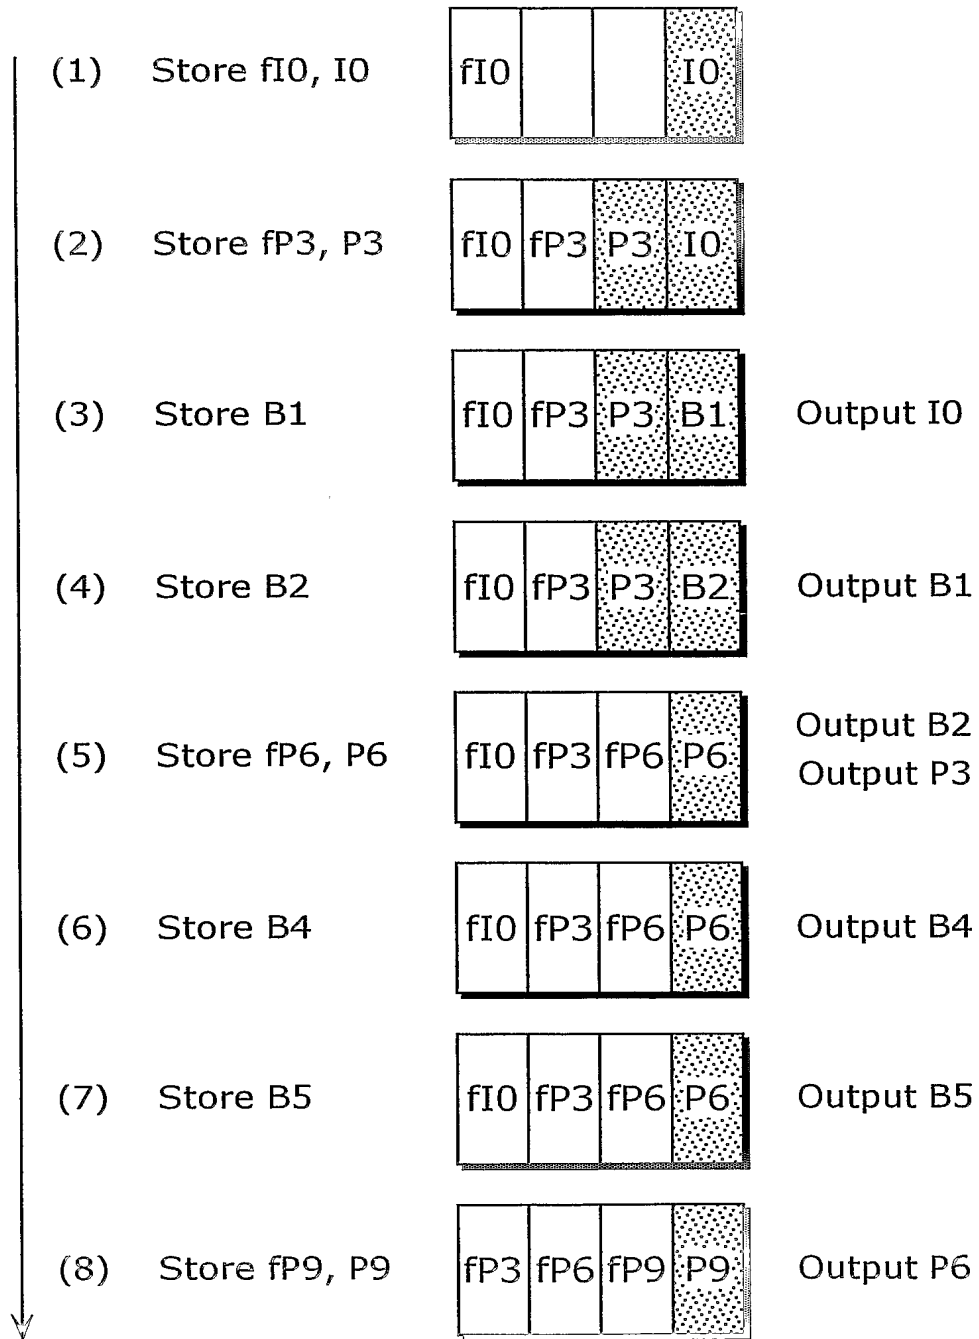 (1) Store fI0, I0 fI0 I0
(2) Store fP3, P3 fI0 fP3 P3 I0
(3) Store B1 fI0 fP3 P3 B1 Output I0
(4) Store B2 fI0 fP3 P3 B2 Output B1
Output B2
(5) Store fP6, P6 fI0 fP3 fP6 P6
Output P3
(6) Store B4 fI0 fP3 fP6 P6 Output B4
(7) Store B5 fI0 fP3 fP6 P6 Output B5
(8) Store fP9, P9 fP3 fP6 fP9 P9 Output P6